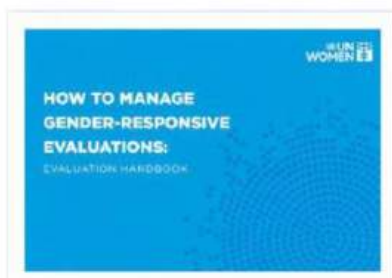 UN
WOMEN
HOW TO MANAGE
GENDER-RESPONSIVE
EVALUATIONS:
EVALUATION HANDBOOK